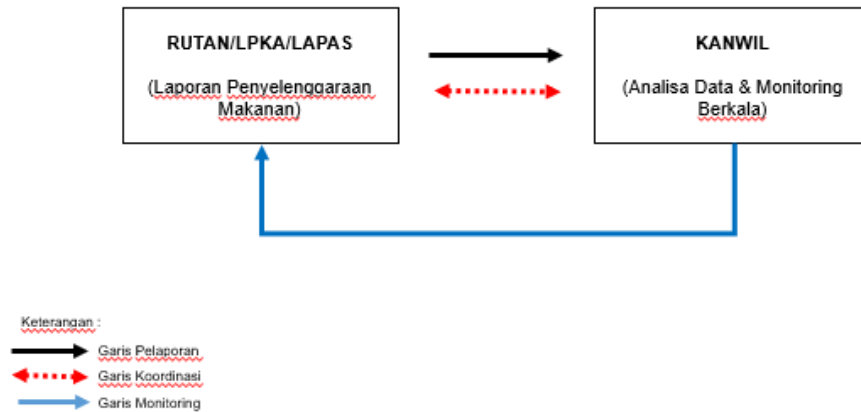 RUTAN/LPKA/LAPAS
(Laporan Penyelenggaraan
Makanan)
KANWIL
(Analisa Data & Monitoring
Berkala)
Keterangan :
Garis Pelaporan
Garis Koordinasi
Garis Monitoring